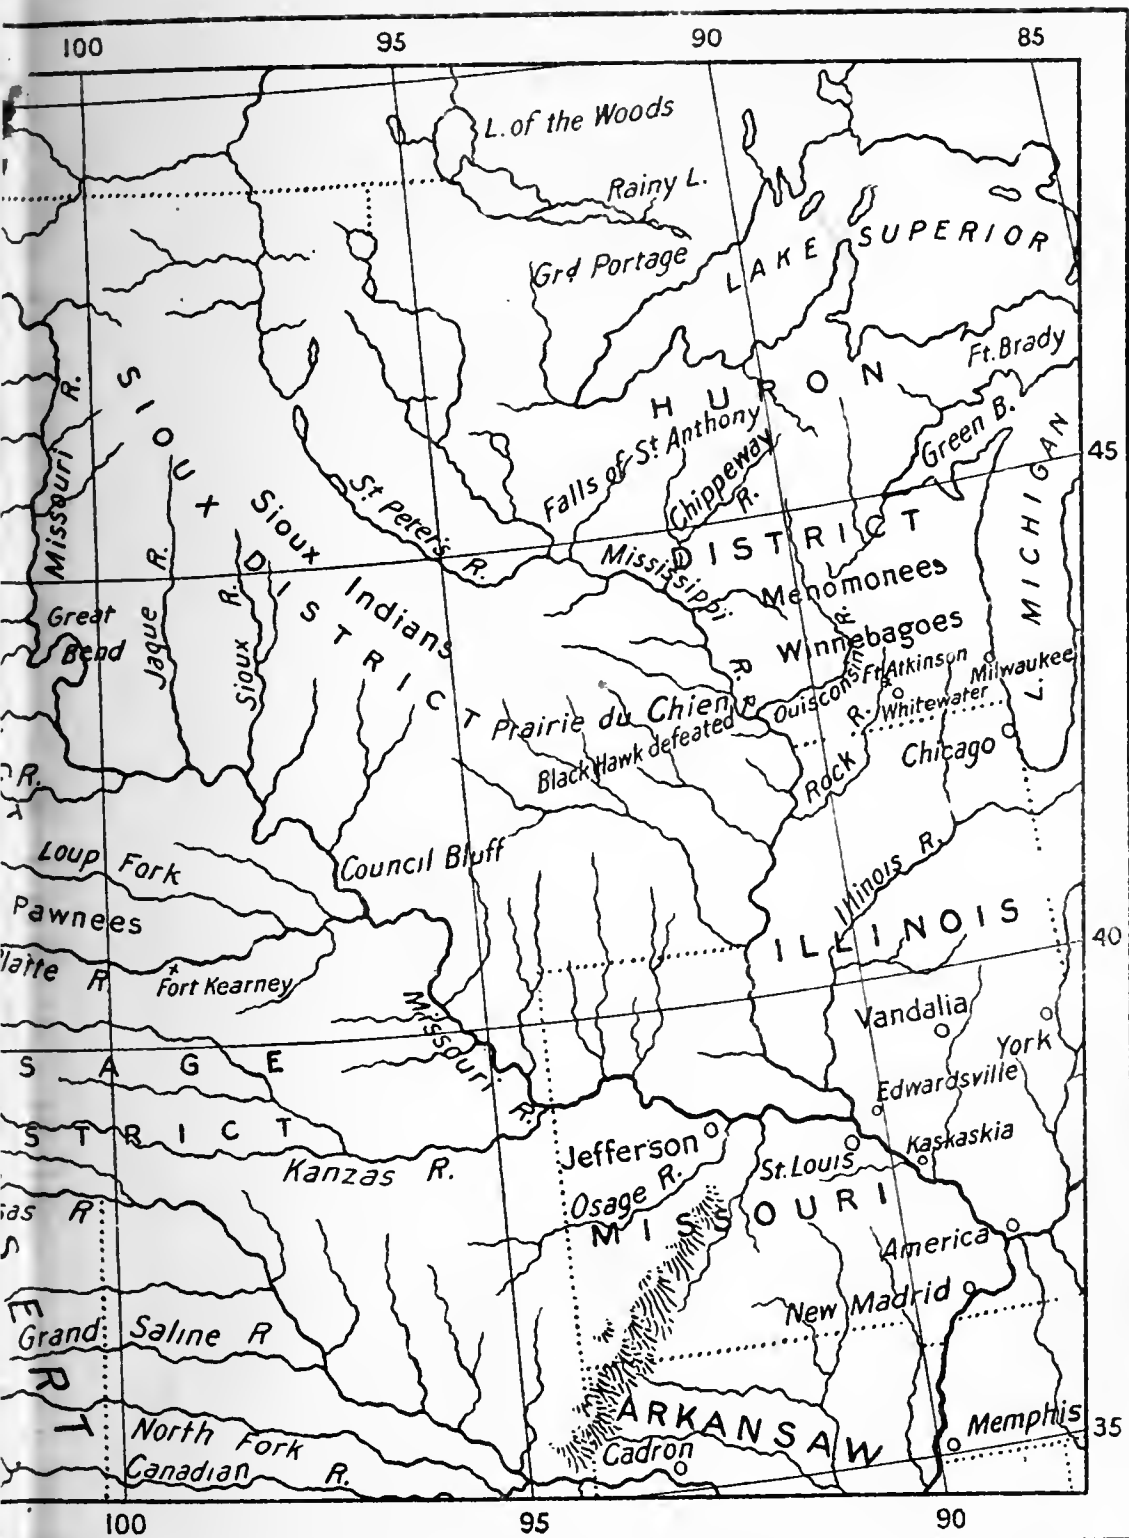 100 95 90 85
L. of the Woods
Rainy L.
Grd Portage
LAKE SUPERIOR
Ft. Brady
HURON
Green B.
45
Falls of St Anthony
Chippeway
R.
SIOUX
Missouri R.
Sioux
Indians
St. Peter's R.
DISTRICT
L. MICHIGAN
Mississippi
R.
Menomonees
Winnebagoes
DISTRICT
Great
Bend
Jaque R.
Sioux R.
Ouisconsin R.
Ft Atkinson
Milwaukee
Whitewater
Prairie du Chien
Black Hawk defeated
Rock
R.
Chicago
R.
Loup Fork
Council Bluff
Illinois R.
Pawnees
ILLINOIS
40
Platte R
Fort Kearney
Missouri
R.
Vandalia
York
SAGE
Edwardsville
STRICT
Kanzas R.
Jefferson
St. Louis
Kaskaskia
Osage R.
MISSOURI
sas R
America
New Madrid
S
ERT
Grand Saline R
ARKANSAW
Memphis
35
North Fork
Cadron
Canadian R.
100 95 90